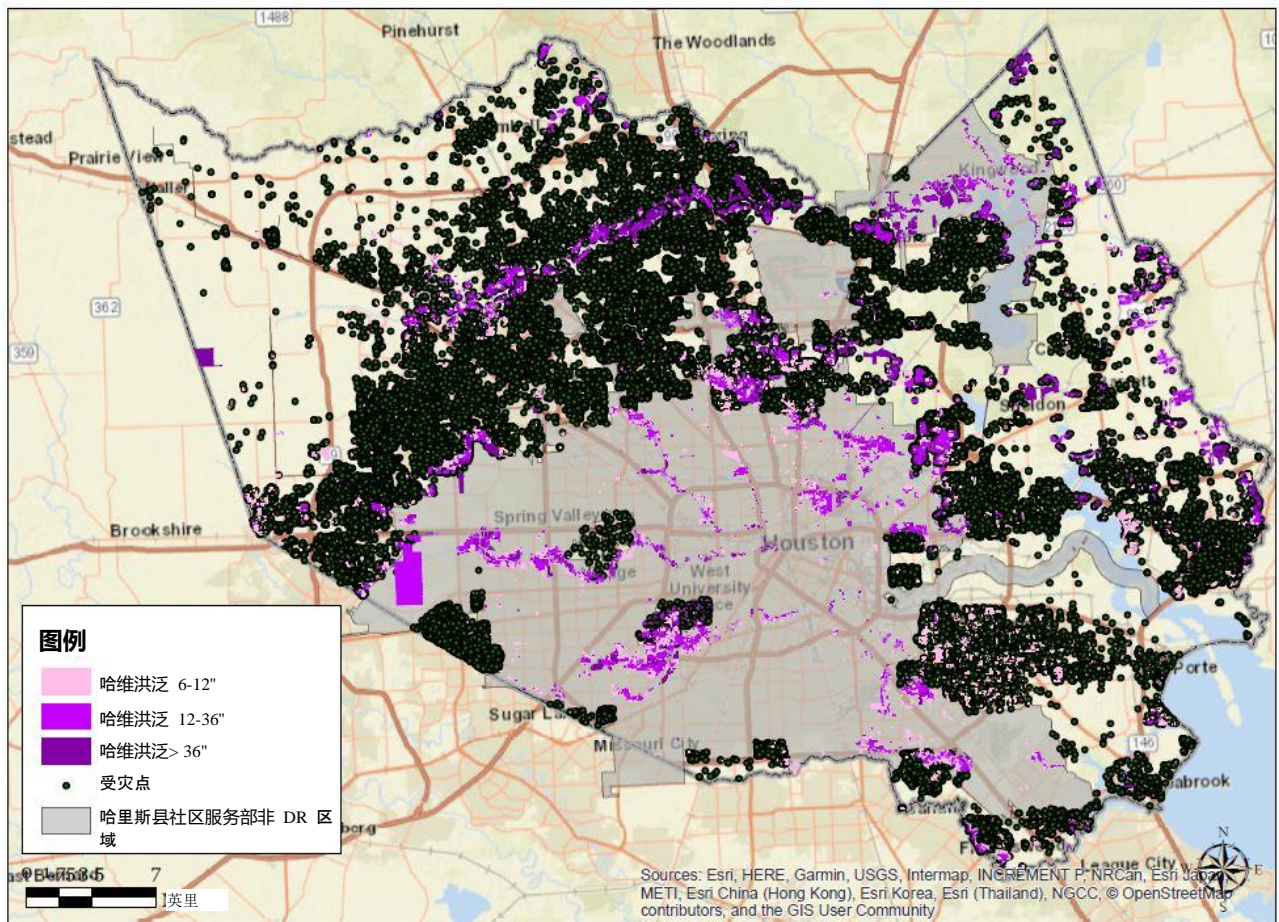 1488
Pinehurst
The Woodlands
Prairie View
362
359
Kingwood
Sheldon
Brookshire
Spring Valley
Houston
West
University
Porte
Missouri City
146
League City
图例
哈维洪泛 6-12"
哈维洪泛 12-36"
哈维洪泛> 36"
受灾点
哈里斯县社区服务部非 DR 区
域
7
英里
N
W
S
Sources: Esri, HERE, Garmin, USGS, Intermap, INCREMENT P, NRCan, Esri Japan,
METI, Esri China (Hong Kong), Esri Korea, Esri (Thailand), NGCC, © OpenStreetMap
contributors, and the GIS User Community